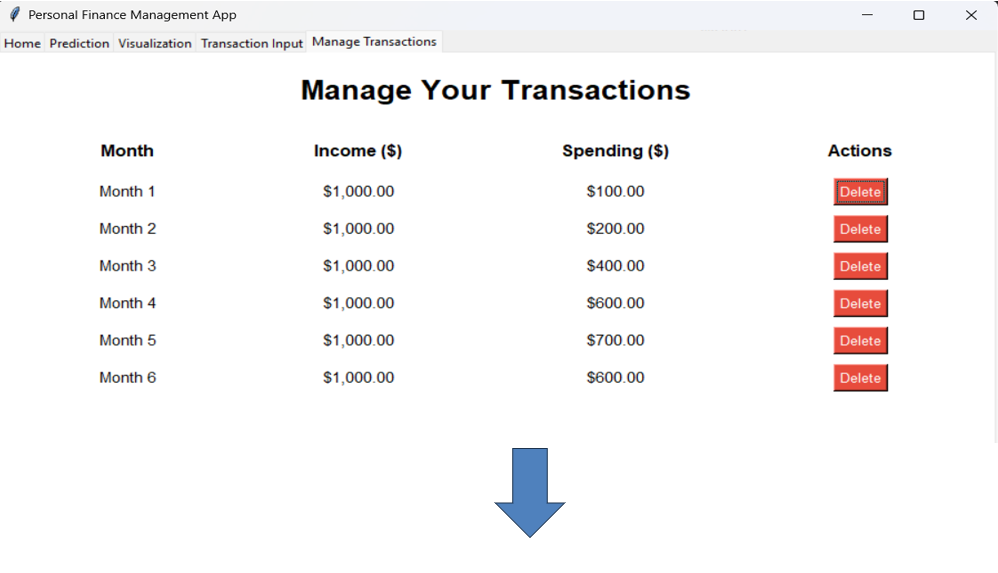 Personal Finance Management App
Home Prediction Visualization Transaction Input Manage Transactions
Manage Your Transactions
Month Income ($) Spending ($) Actions
Month 1 $1,000.00 $100.00 Delete
Month 2 $1,000.00 $200.00 Delete
Month 3 $1,000.00 $400.00 Delete
Month 4 $1,000.00 $600.00 Delete
Month 5 $1,000.00 $700.00 Delete
Month 6 $1,000.00 $600.00 Delete